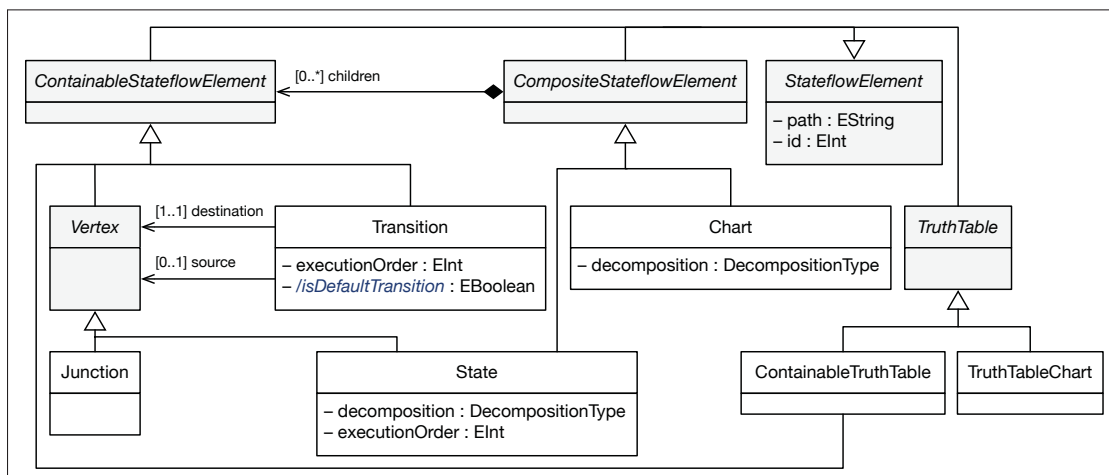 ContainableStateflowElement
[0..*] children
CompositeStateflowElement
StateflowElement
– path : EString
– id : EInt
Vertex
[1..1] destination
[0..1] source
Transition
– executionOrder : EInt
– /isDefaultTransition : EBoolean
Chart
– decomposition : DecompositionType
TruthTable
Junction
State
– decomposition : DecompositionType
– executionOrder : EInt
ContainableTruthTable
TruthTableChart